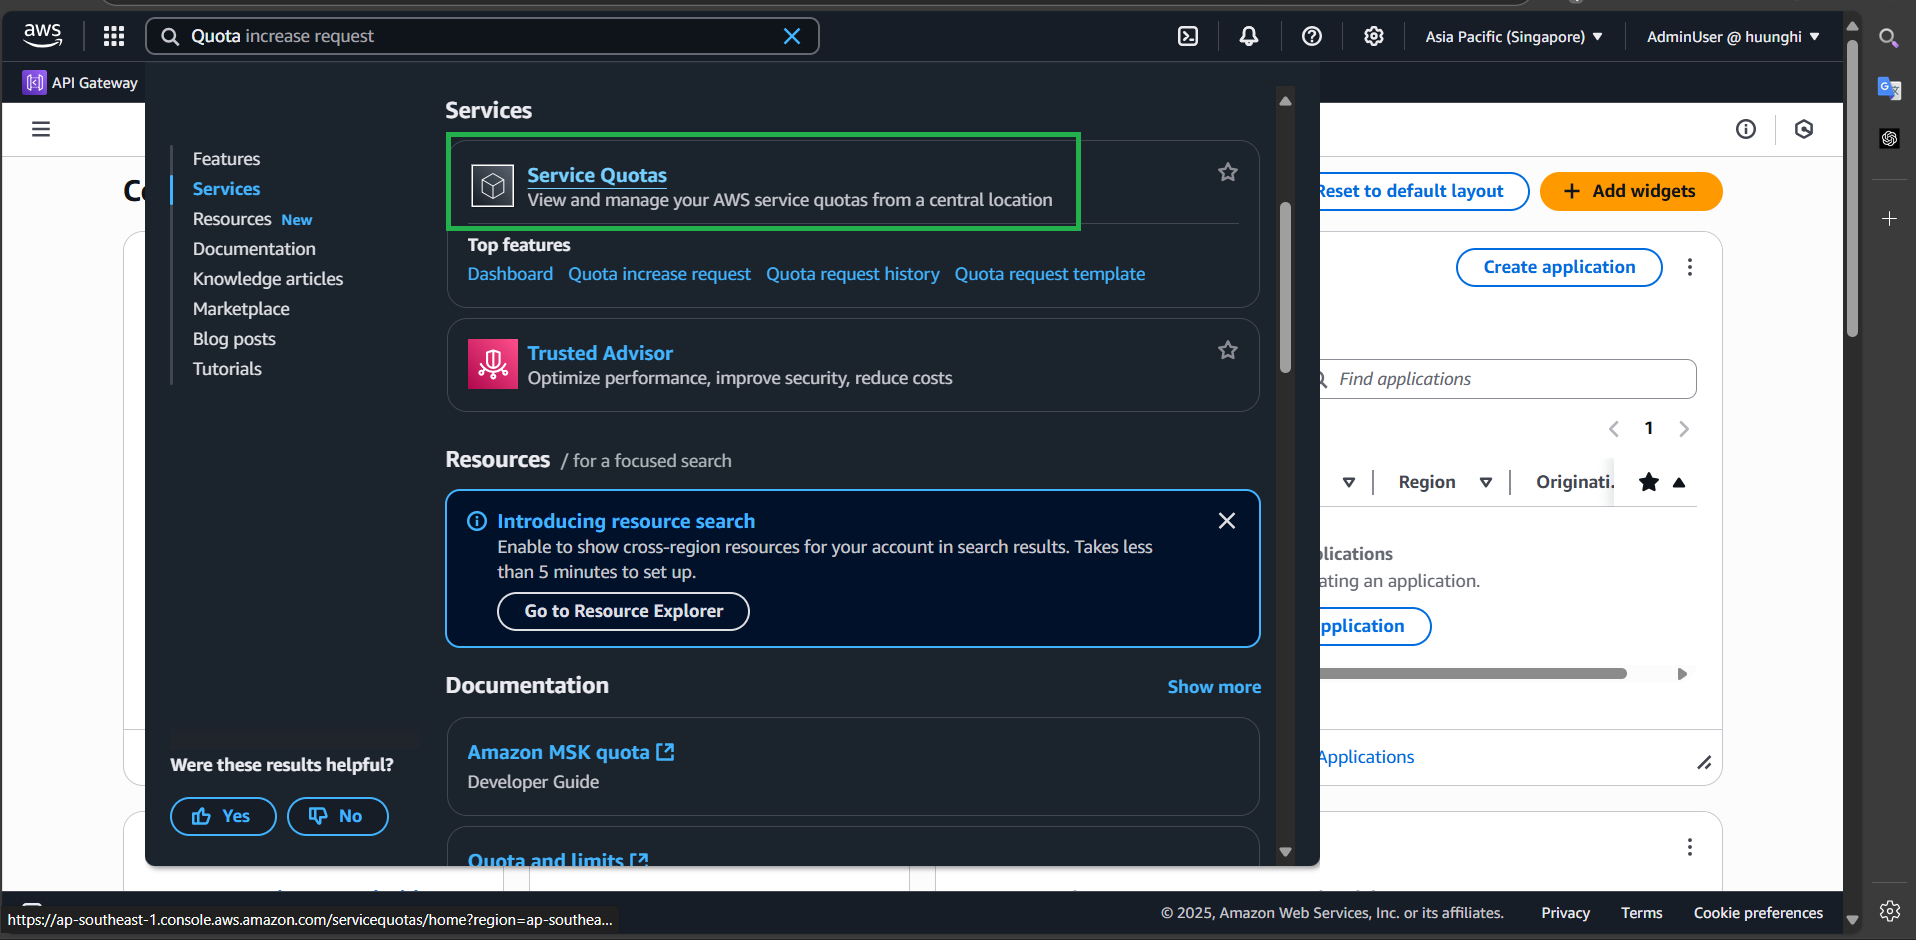 aws
Quota increase request
Asia Pacific (Singapore)
AdminUser @ huunghi
API Gateway
Features
Services
Resources New
Documentation
Knowledge articles
Marketplace
Blog posts
Tutorials
Were these results helpful?
Yes
No
Services
Service Quotas
View and manage your AWS service quotas from a central location
Top features
Dashboard Quota increase request Quota request history Quota request template
Trusted Advisor
Optimize performance, improve security, reduce costs
Resources / for a focused search
Introducing resource search
Enable to show cross-region resources for your account in search results. Takes less
than 5 minutes to set up.
Go to Resource Explorer
Documentation
Show more
Amazon MSK quota
Developer Guide
Quota and limits
Reset to default layout
+ Add widgets
Create application
Find applications
1
Region
Originati.
plications
ating an application.
pplication
Applications
https://ap-southeast-1.console.aws.amazon.com/servicequotas/home?region=ap-southea...
© 2025, Amazon Web Services, Inc. or its affiliates.
Privacy
Terms
Cookie preferences